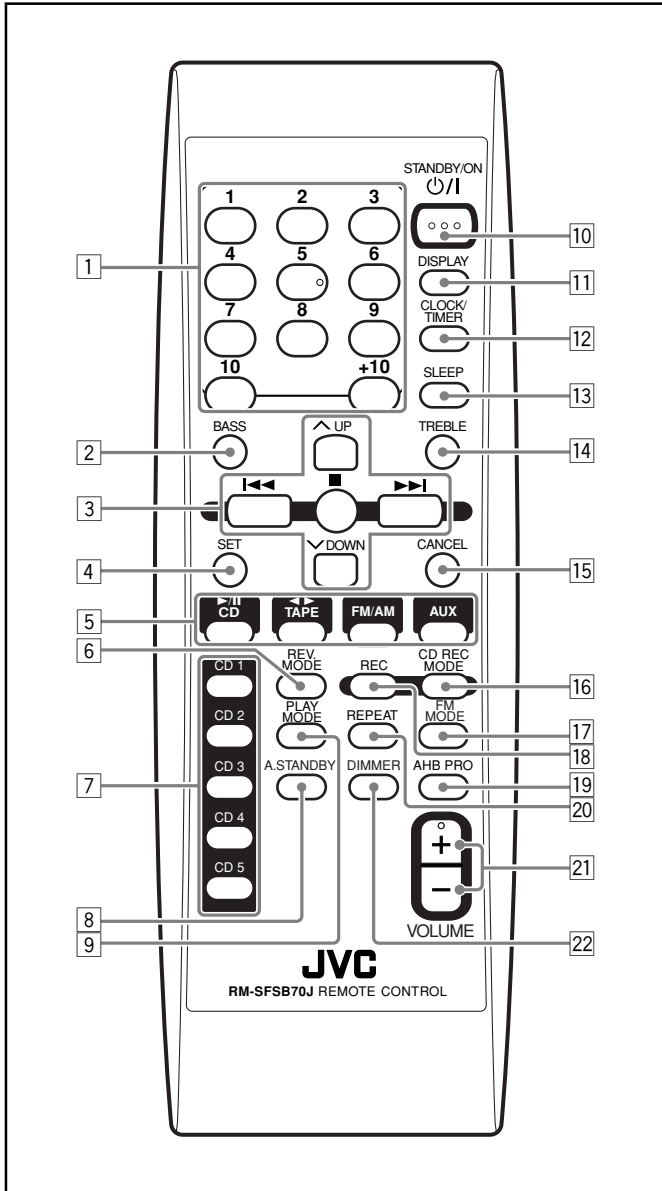 STANDBY/ON
⏻/I
1 2 3
10
DISPLAY
1
4 5 6
11
CLOCK/
TIMER
7 8 9
12
10 +10
SLEEP
13
BASS
UP
TREBLE
2
14
3
SET
DOWN
CANCEL
4
15
CD
TAPE
FM/AM
AUX
5
6
CD 1
REV.
MODE
REC
CD REC
MODE
16
CD 2
PLAY
MODE
REPEAT
FM
MODE
17
18
7
CD 3
A.STANDBY
DIMMER
AHB PRO
19
20
CD 4
+
21
CD 5
−
8
VOLUME
9
22
JVC
RM-SFSB70J REMOTE CONTROL